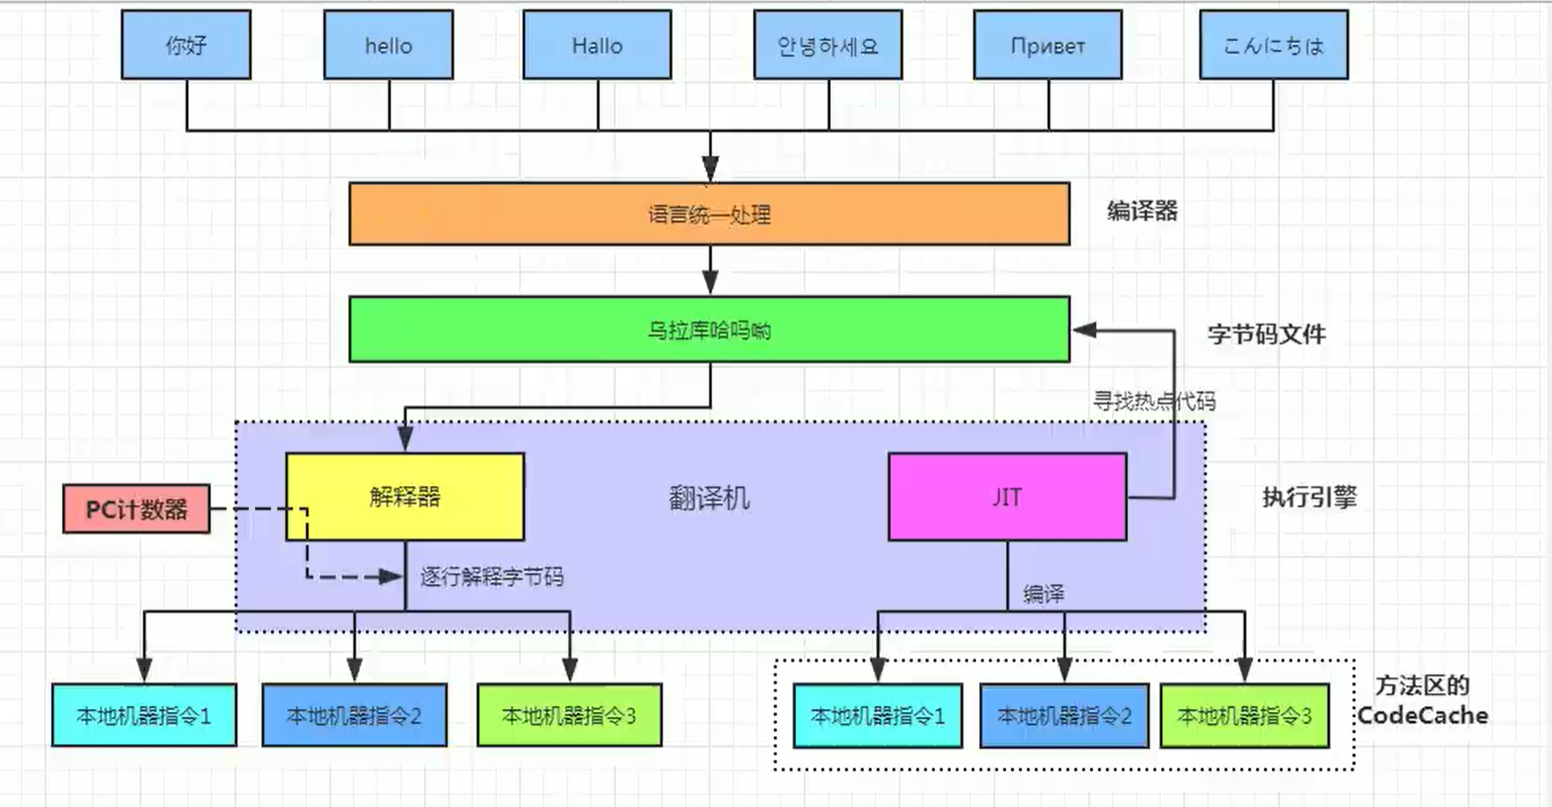 你好
hello
Hallo
안녕하세요
Привет
こんにちは
语言统一处理
编译器
乌拉库哈吗呦
字节码文件
寻找热点代码
解释器
翻译机
JIT
执行引擎
PC计数器
逐行解释字节码
编译
本地机器指令1
本地机器指令2
本地机器指令3
本地机器指令1
本地机器指令2
本地机器指令3
方法区的
CodeCache